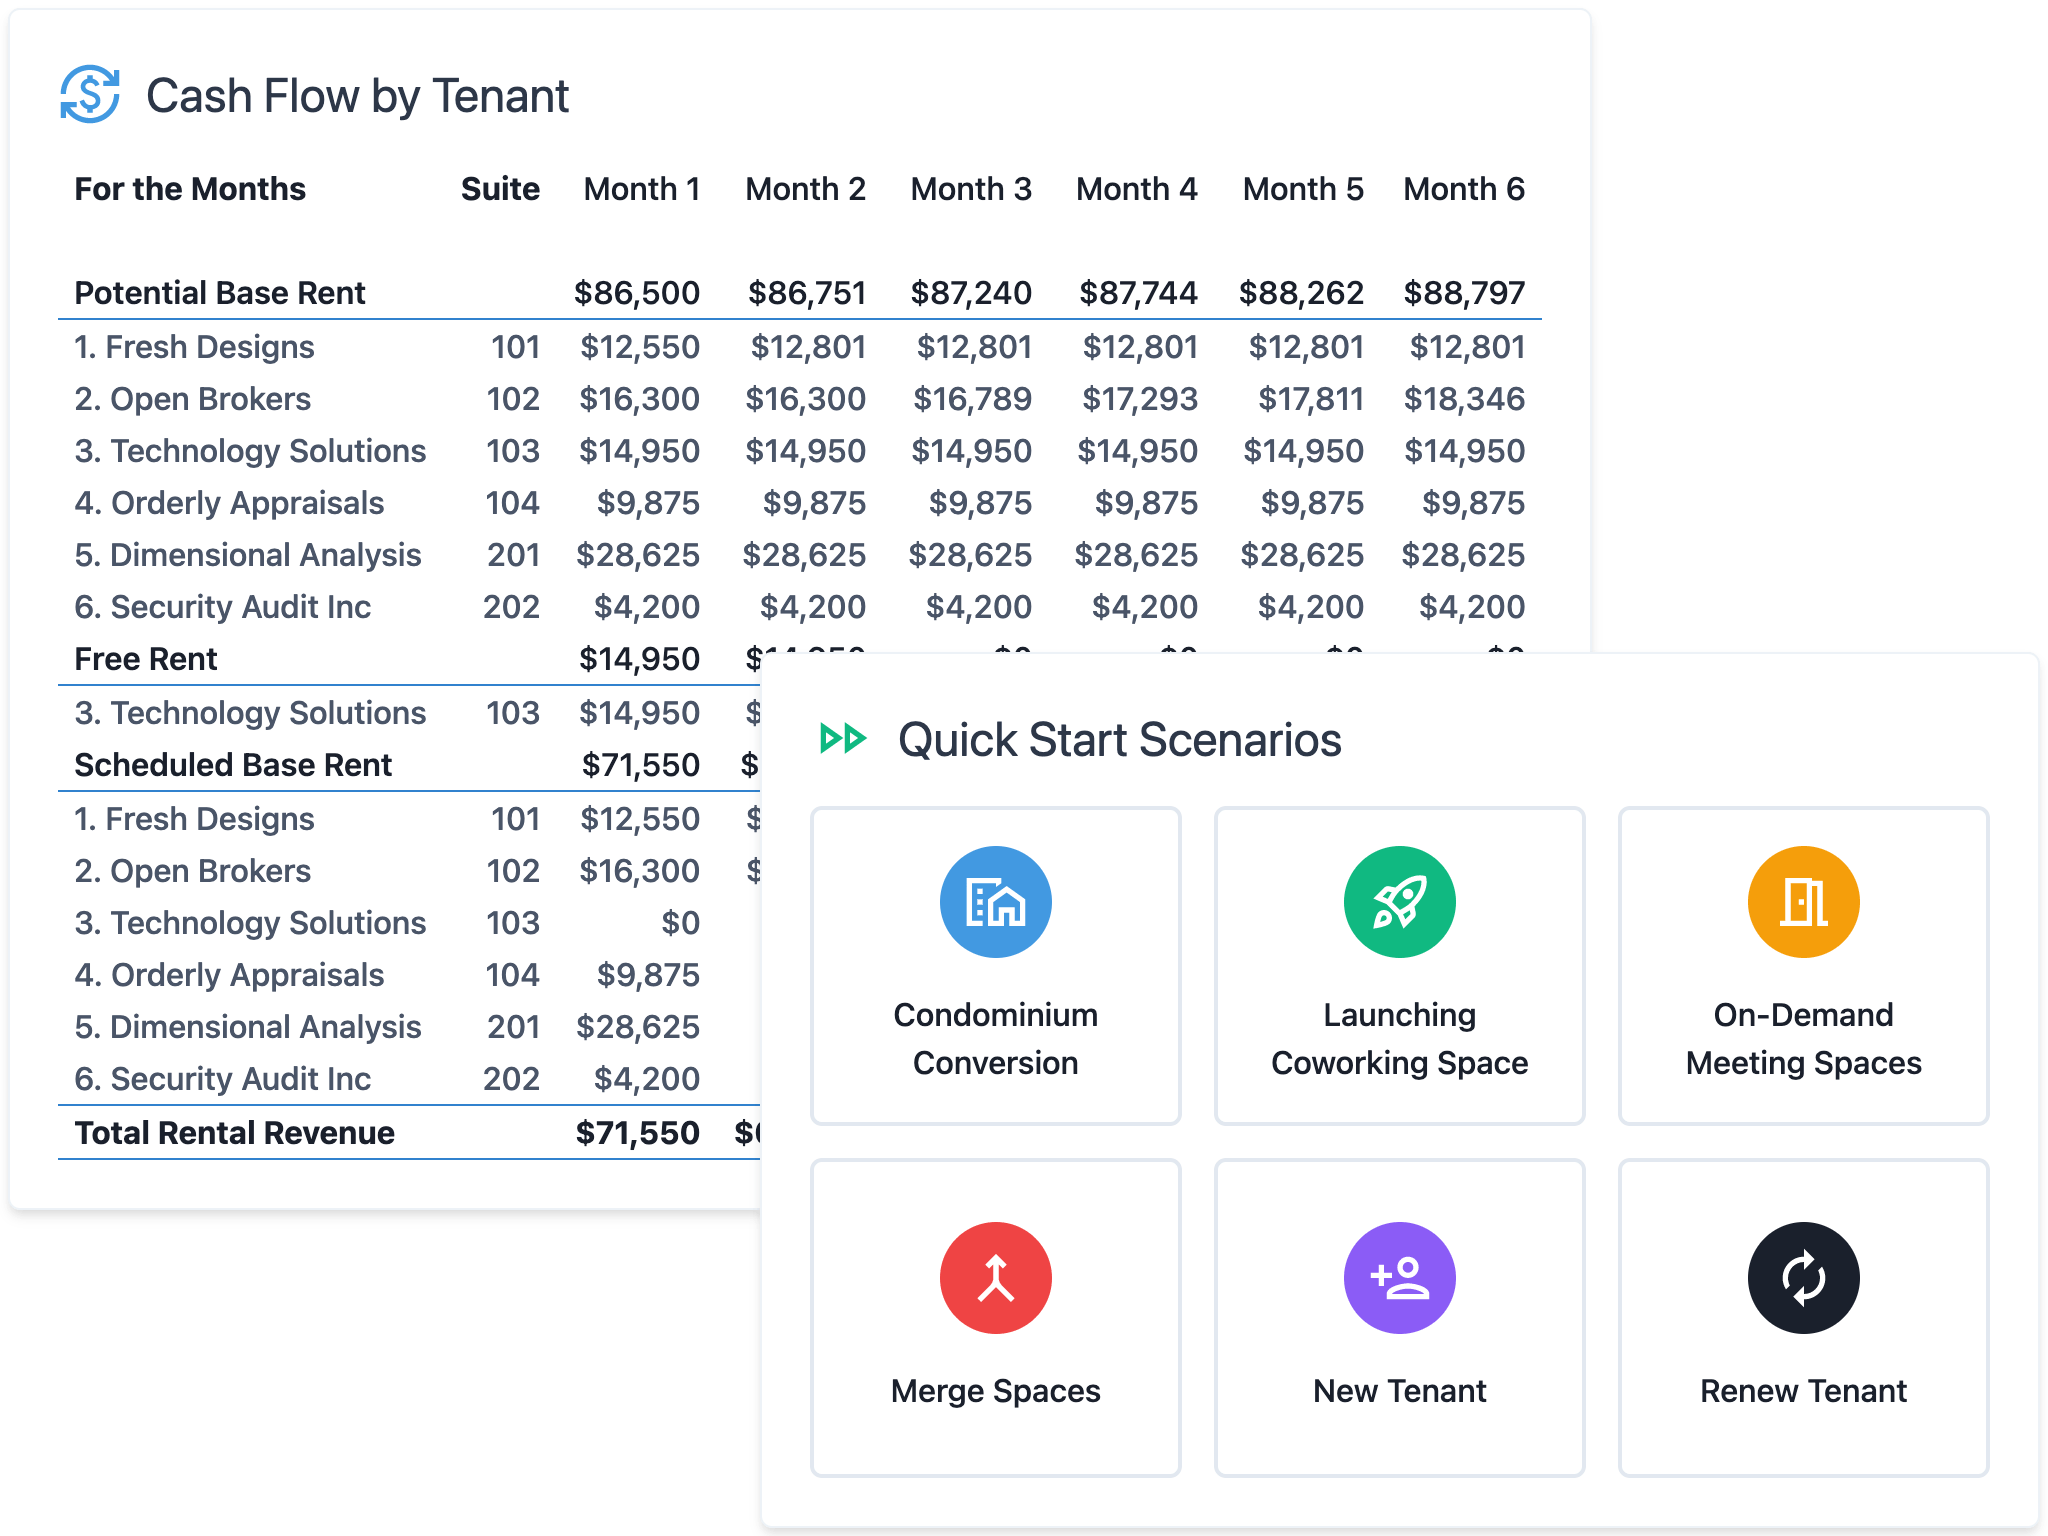 Cash Flow by Tenant
For the Months Suite Month 1 Month 2 Month 3 Month 4 Month 5 Month 6
Potential Base Rent $86,500 $86,751 $87,240 $87,744 $88,262 $88,797
1. Fresh Designs 101 $12,550 $12,801 $12,801 $12,801 $12,801 $12,801
2. Open Brokers 102 $16,300 $16,300 $16,789 $17,293 $17,811 $18,346
3. Technology Solutions 103 $14,950 $14,950 $14,950 $14,950 $14,950 $14,950
4. Orderly Appraisals 104 $9,875 $9,875 $9,875 $9,875 $9,875 $9,875
5. Dimensional Analysis 201 $28,625 $28,625 $28,625 $28,625 $28,625 $28,625
6. Security Audit Inc 202 $4,200 $4,200 $4,200 $4,200 $4,200 $4,200
Free Rent $14,950 $14,950 $0 $0 $0 $0
3. Technology Solutions 103 $14,950 $
Scheduled Base Rent $71,550 $
1. Fresh Designs 101 $12,550 $
2. Open Brokers 102 $16,300 $
3. Technology Solutions 103 $0
4. Orderly Appraisals 104 $9,875
5. Dimensional Analysis 201 $28,625
6. Security Audit Inc 202 $4,200
Total Rental Revenue $71,550 $
Quick Start Scenarios
Condominium
Conversion
Launching
Coworking Space
On-Demand
Meeting Spaces
Merge Spaces
New Tenant
Renew Tenant